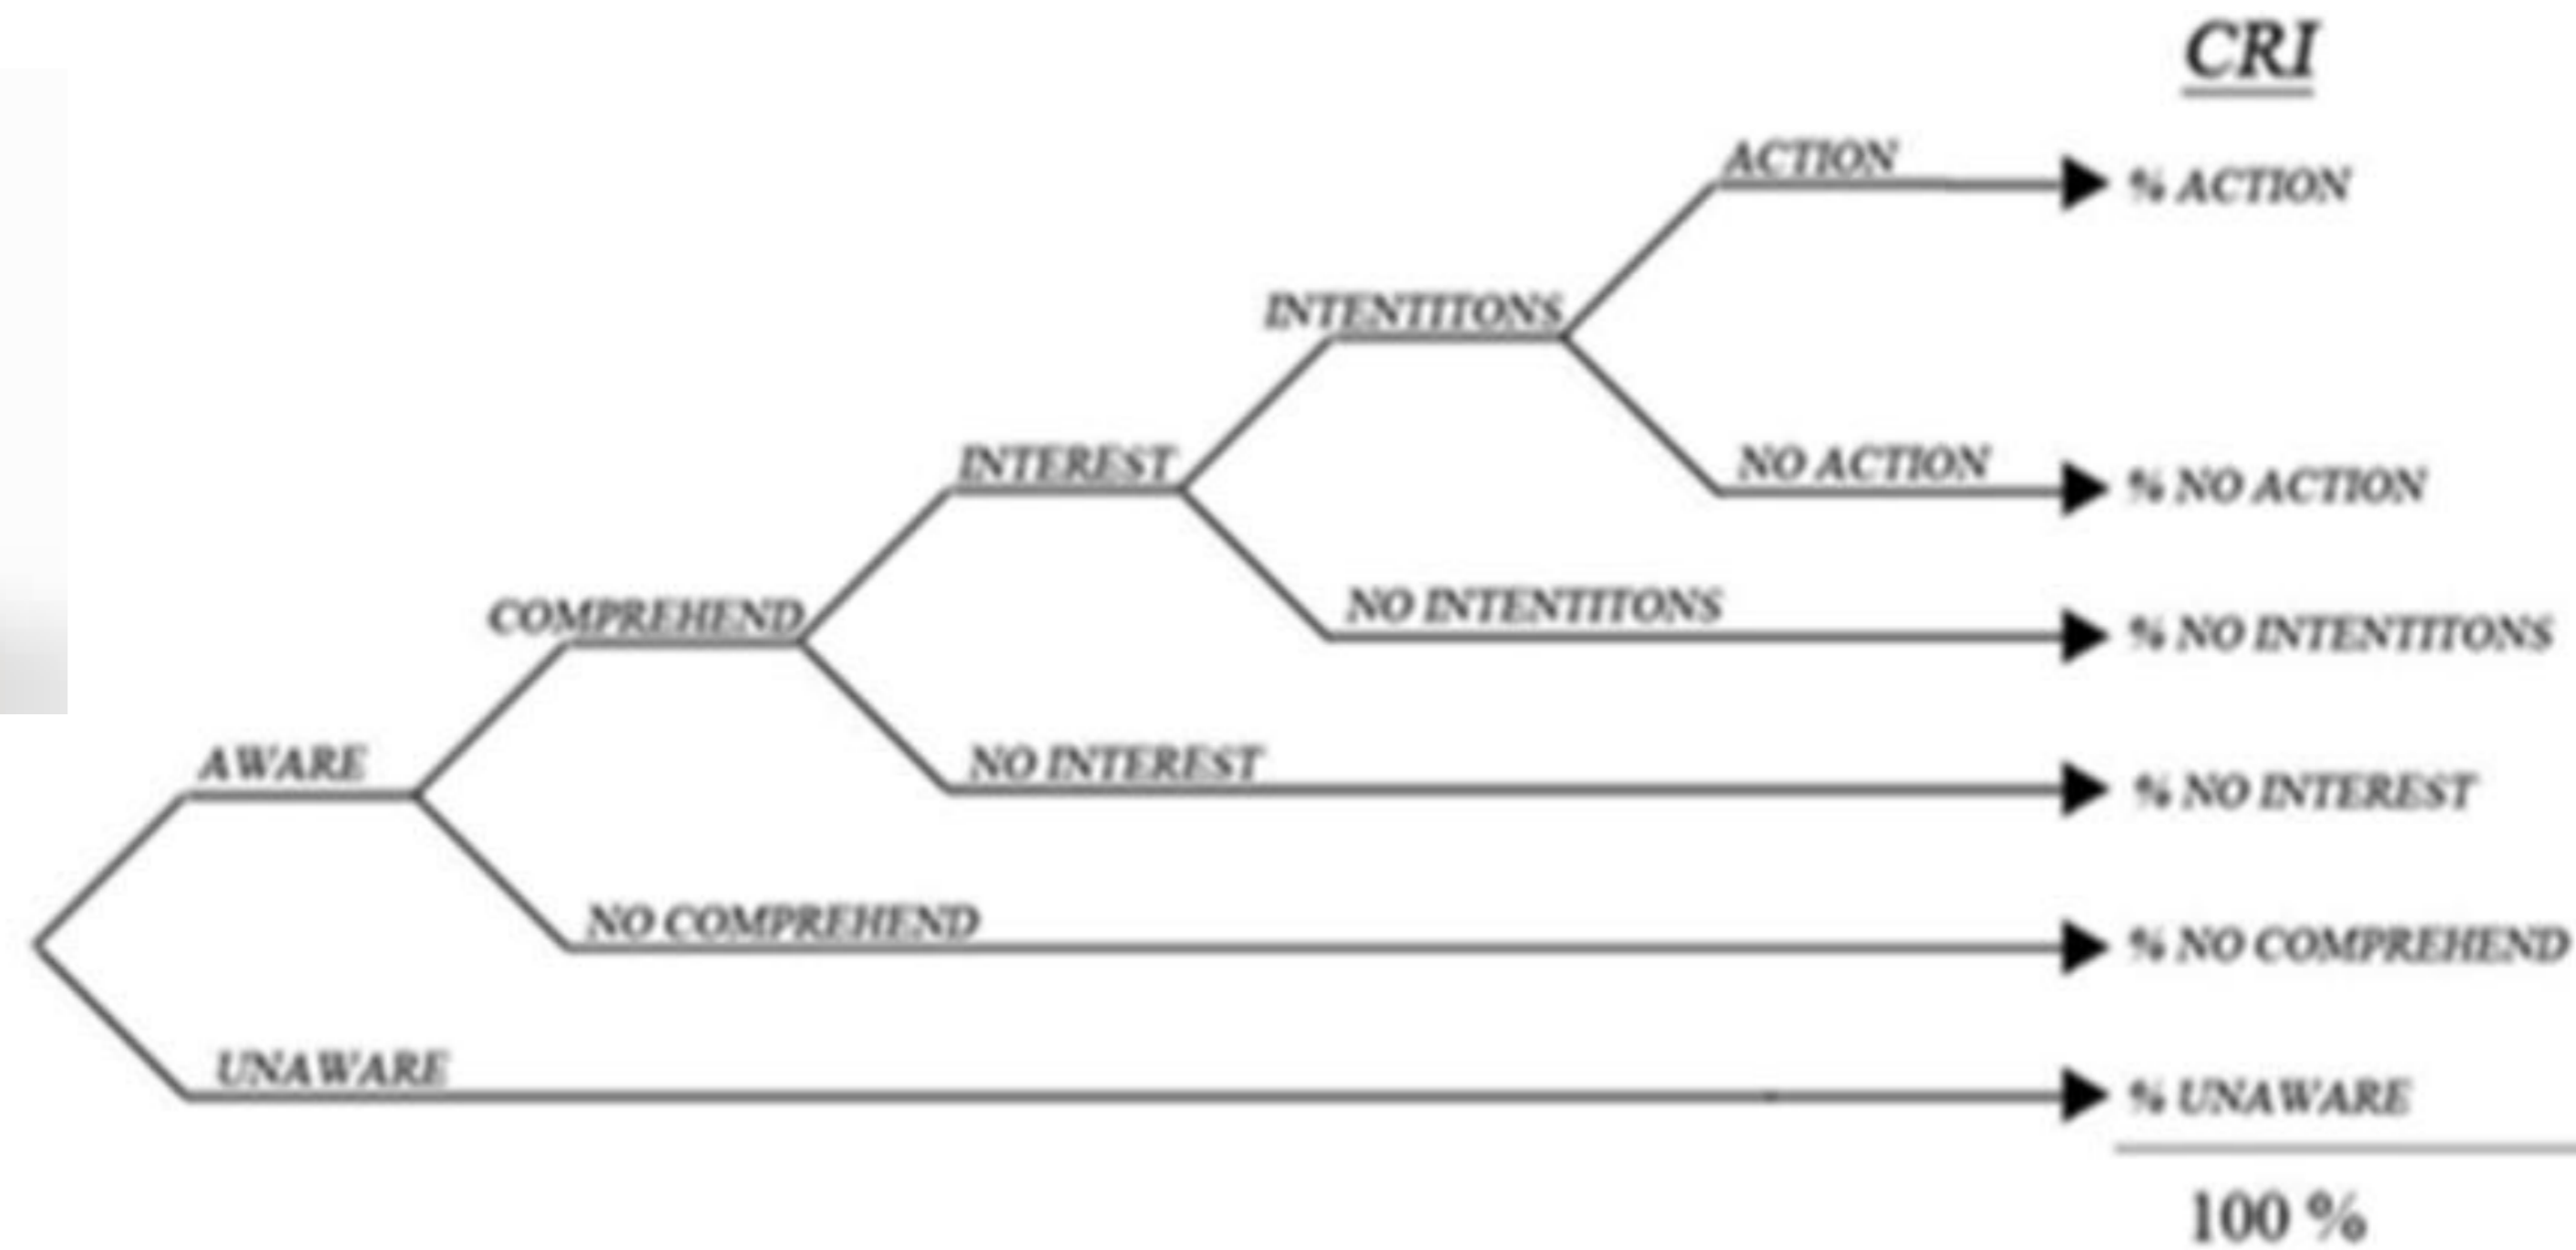 CRI
ACTION
% ACTION
INTENTITONS
INTEREST
NO ACTION
% NO ACTION
COMPREHEND
NO INTENTITONS
% NO INTENTITONS
AWARE
NO INTEREST
% NO INTEREST
NO COMPREHEND
% NO COMPREHEND
UNAWARE
% UNAWARE
100 %